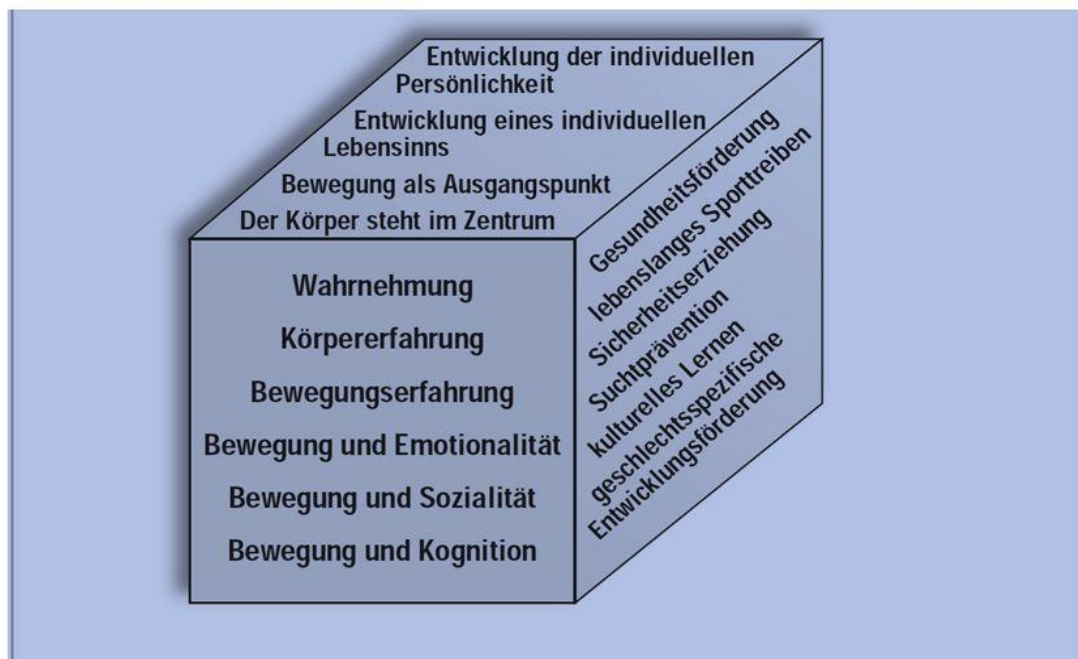 Entwicklung der individuellen
Persönlichkeit
Entwicklung eines individuellen
Lebensinns
Bewegung als Ausgangspunkt
Der Körper steht im Zentrum
Wahrnehmung
Körpererfahrung
Bewegungserfahrung
Bewegung und Emotionalität
Bewegung und Sozialität
Bewegung und Kognition
Gesundheitsförderung
lebenslanges Sporttreiben
Sicherheitserziehung
Suchtprävention
kulturelles Lernen
geschlechtsspezifische
Entwicklungsförderung